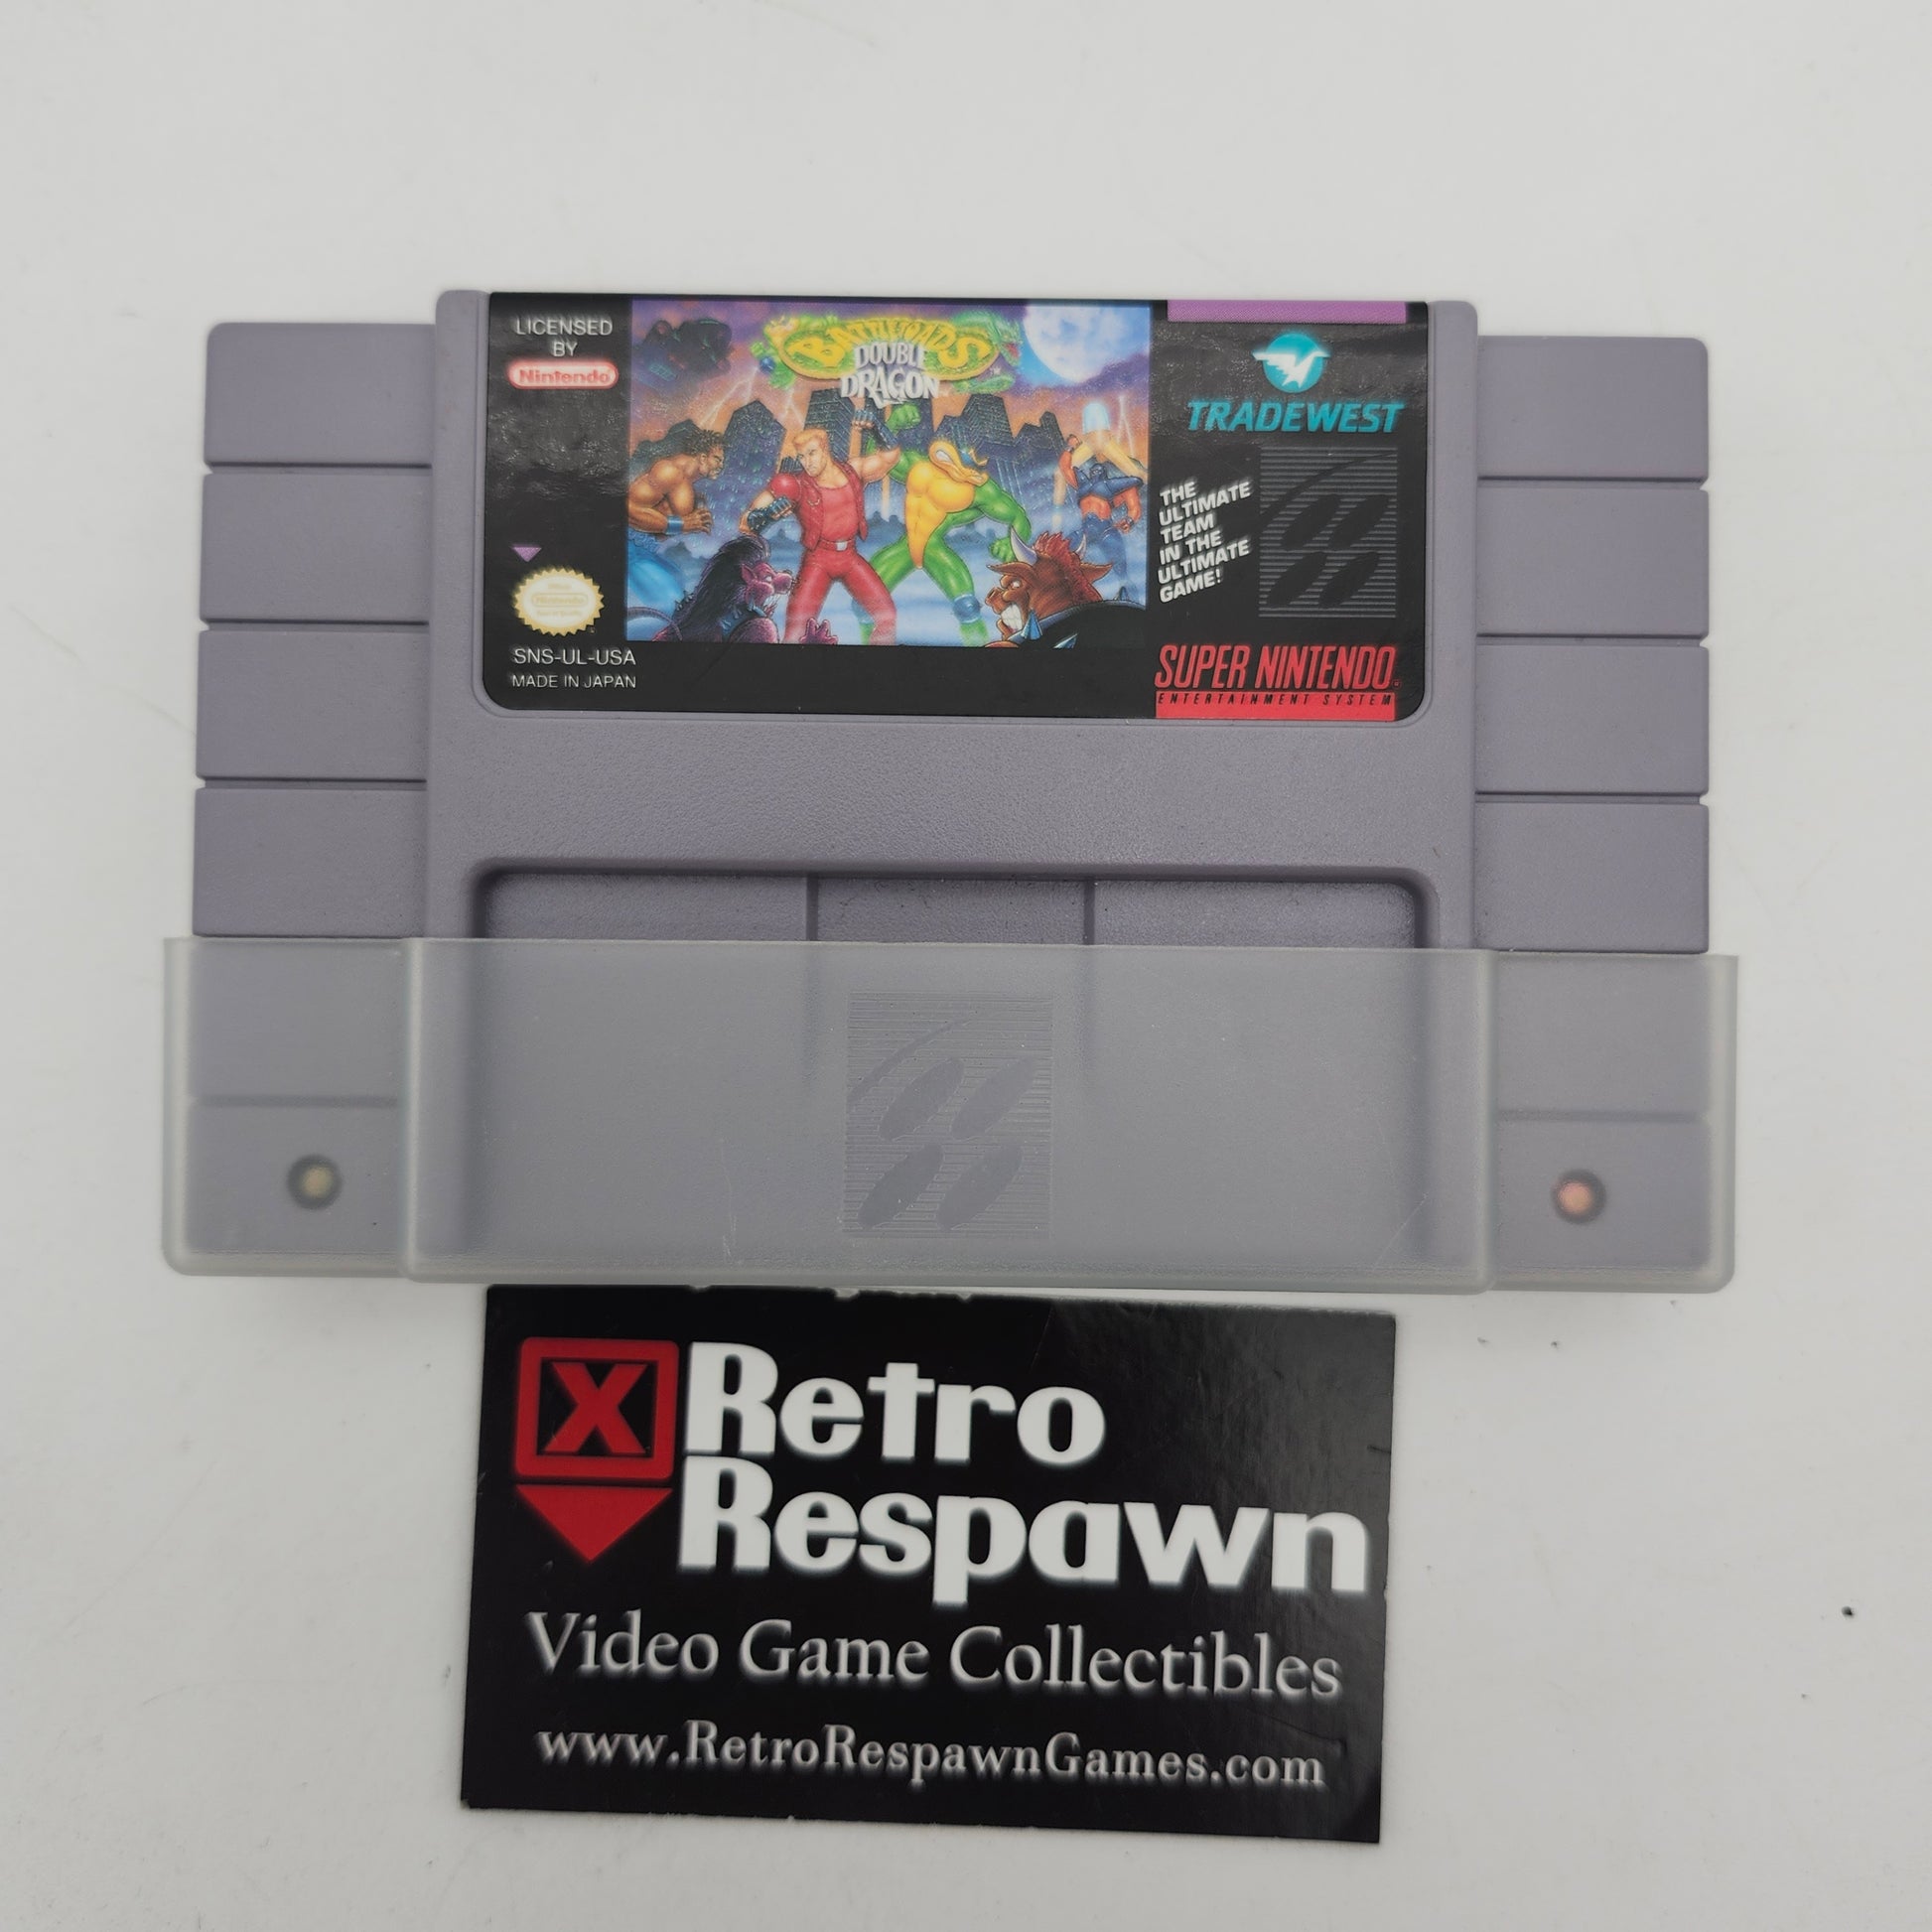 LICENSED
BY
Nintendo
BATTLETOADS
DOUBLE
DRAGON
TRADEWEST
THE
ULTIMATE
TEAM
IN THE
ULTIMATE
GAME!
Nintendo
SNS-UL-USA
MADE IN JAPAN
SUPER NINTENDO
ENTERTAINMENT SYSTEM
X
Retro
Respawn
Video Game Collectibles
www.RetroRespawnGames.com